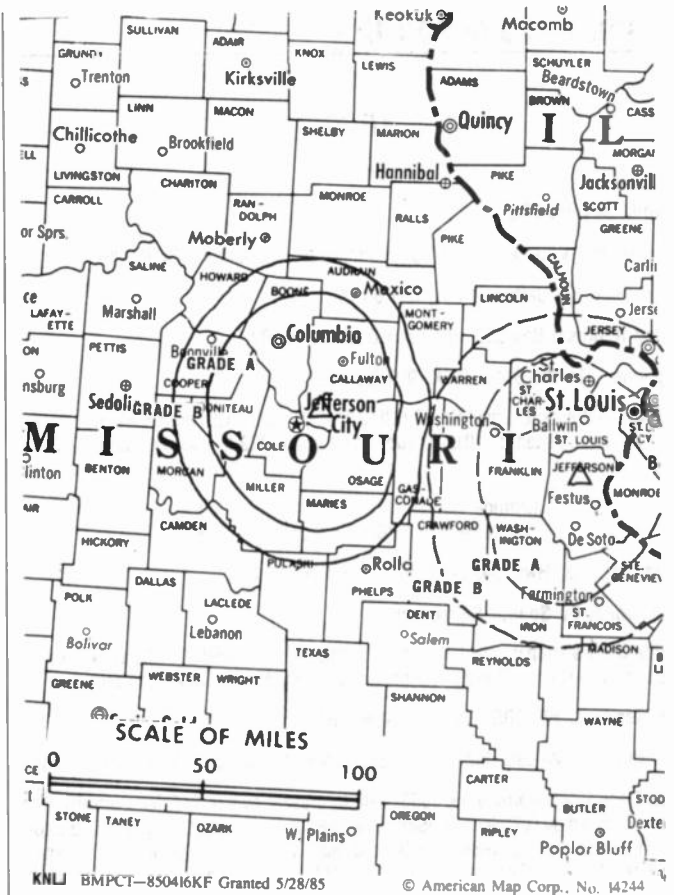 Keokuk
Macomb
SULLIVAN
ADAIR
KNOX
LEWIS
SCHUYLER
GRUNDY
Trenton
Kirksville
ADAMS
Beardstown
BROWN
CASS
LINN
MACON
Quincy
I L
Chillicothe
Brookfield
SHELBY
MARION
MORGAN
LIVINGSTON
CHARITON
Hannibal
PIKE
Jacksonvill
CARROLL
RAN-
DOLPH
MONROE
RALLS
Pittsfield
SCOTT
GREENE
or Sprs.
Moberly
PIKE
CALHOUN
Carlin
SALINE
HOWARD
AUDRAIN
BOONE
Mexico
LINCOLN
LAFAY-
ETTE
Marshall
MONT-
GOMERY
JERSEY
Jerse
PETTIS
Boonville
Columbia
Fulton
GRADE A
CALLAWAY
WARREN
St.
Charles
nsburg
Sedali
COOPER
GRADE B
MONITEAU
Jefferson
City
Washington
ST.
CHAR-
LES
St. Louis
Ballwin
ST. LOUIS
COLE
M I S S O U R I
linton
BENTON
MORGAN
MILLER
OSAGE
GAS-
CONADE
FRANKLIN
JEFFERSON
MONROE
MARIES
Festus
CAMDEN
CRAWFORD
WASH-
INGTON
De Soto
HICKORY
PULASKI
Rolla
PHELPS
GRADE A
GRADE B
STE.
GENEVIEV
DALLAS
LACLEDE
Farmington
POLK
DENT
IRON
ST.
FRANCOIS
Bolivar
Lebanon
TEXAS
Salem
REYNOLDS
MADISON
GREENE
WEBSTER
WRIGHT
SHANNON
WAYNE
SCALE OF MILES
0 50 100
CARTER
BUTLER
STOD
STONE
TANEY
OZARK
W. Plains
OREGON
RIPLEY
Dexte
Poplar Bluff
KNLJ BMPCT—850416KF Granted 5/28/85
© American Map Corp., No. 14244